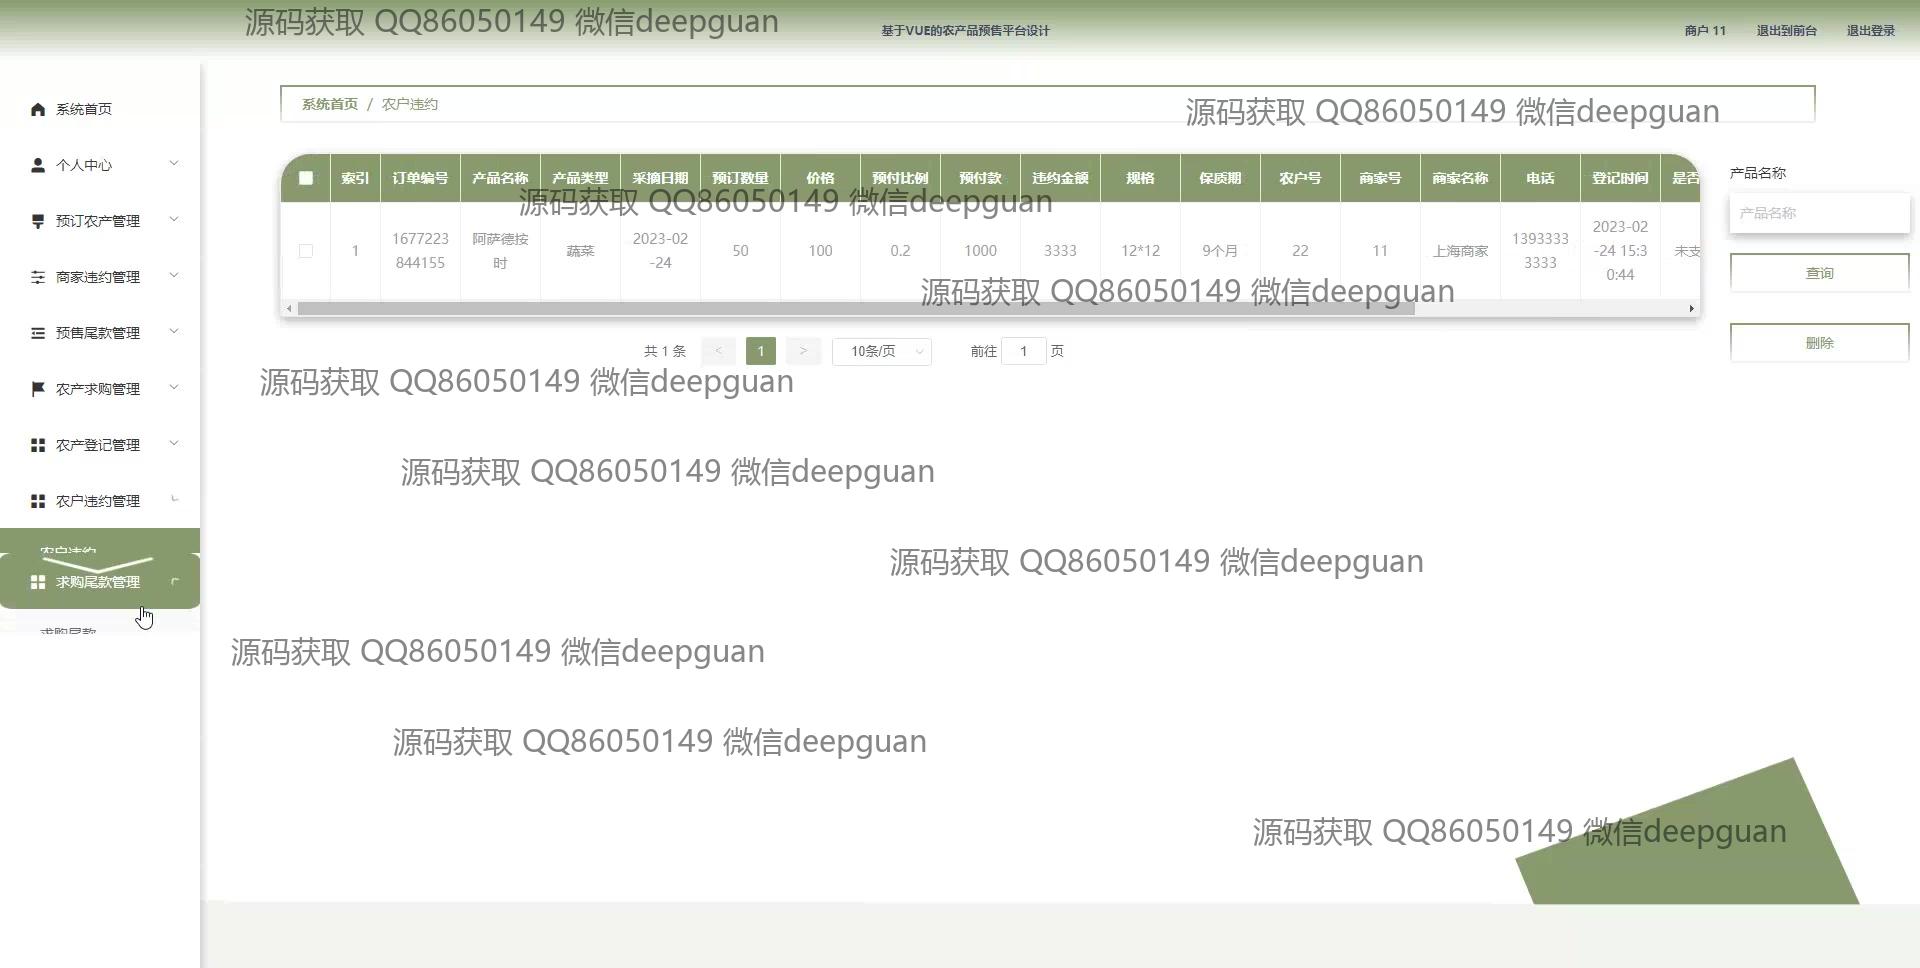 源码获取 QQ86050149 微信deepguan
基于VUE的农产品预售平台设计
商户 11
退出到前台
退出登录
系统首页
个人中心
预订农产管理
商家违约管理
预售尾款管理
农产求购管理
农产登记管理
农户违约管理
农户违约
求购尾款管理
求购尾款
系统首页 / 农户违约
源码获取 QQ86050149 微信deepguan
索引 订单编号 产品名称 产品类型 采摘日期 预订数量 价格 预付比例 预付款 违约金额 规格 保质期 农户号 商家号 商家名称 电话 登记时间 是否
源码获取 QQ86050149 微信deepguan
1 1677223844155 阿萨德按时 蔬菜 2023-02-24 50 100 0.2 1000 3333 12*12 9个月 22 11 上海商家 13933333333 2023-02-24 15:30:44 未支
源码获取 QQ86050149 微信deepguan
产品名称
产品名称
查询
删除
共 1 条 < 1 > 10条/页 前往 1 页
源码获取 QQ86050149 微信deepguan
源码获取 QQ86050149 微信deepguan
源码获取 QQ86050149 微信deepguan
源码获取 QQ86050149 微信deepguan
源码获取 QQ86050149 微信deepguan
源码获取 QQ86050149 微信deepguan